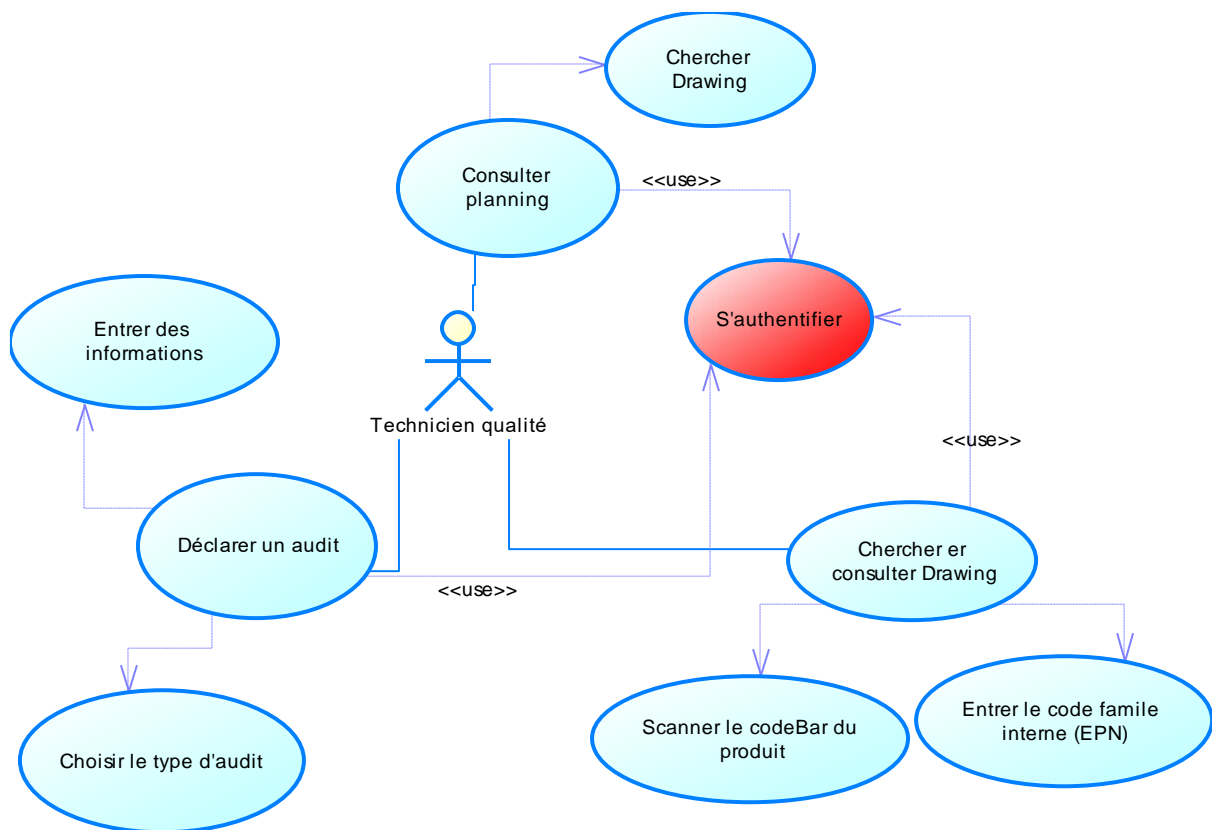 Chercher
Drawing
Consulter
planning
<<use>>
S'authentifier
Entrer des
informations
Technicien qualité
<<use>>
Déclarer un audit
Chercher er
consulter Drawing
<<use>>
Scanner le codeBar du
produit
Entrer le code famile
interne (EPN)
Choisir le type d'audit